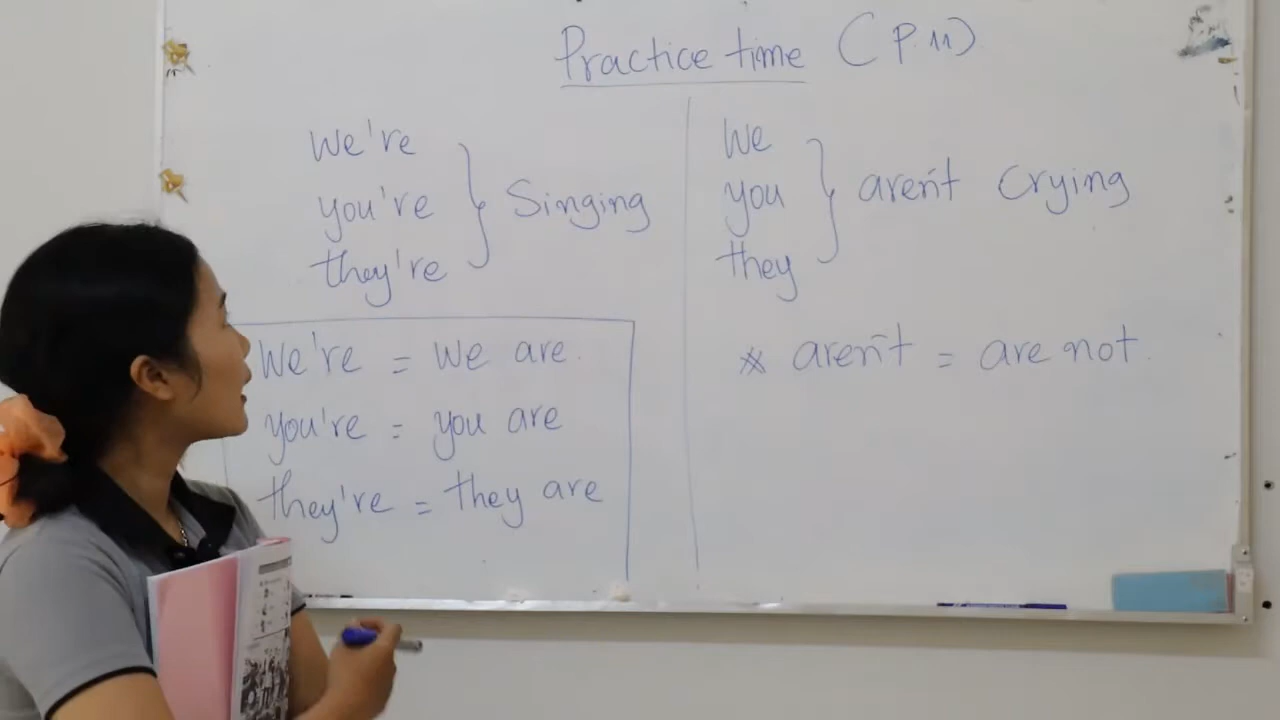 Practice time (P.11)
We're
you're } Singing
they're
We're = We are.
you're = you are
they're = they are
We
you } aren't Crying
they
* aren't = are not.